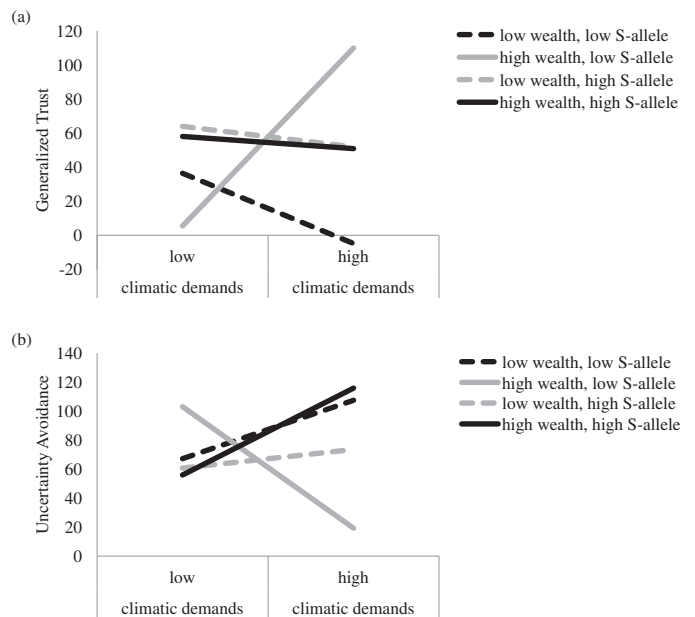 (a)
120
100
80
60
40
20
0
-20
Generalized Trust
low
high
climatic demands
climatic demands
low wealth, low S-allele
high wealth, low S-allele
low wealth, high S-allele
high wealth, high S-allele
(b)
140
120
100
80
60
40
20
0
Uncertainty Avoidance
low
high
climatic demands
climatic demands
low wealth, low S-allele
high wealth, low S-allele
low wealth, high S-allele
high wealth, high S-allele